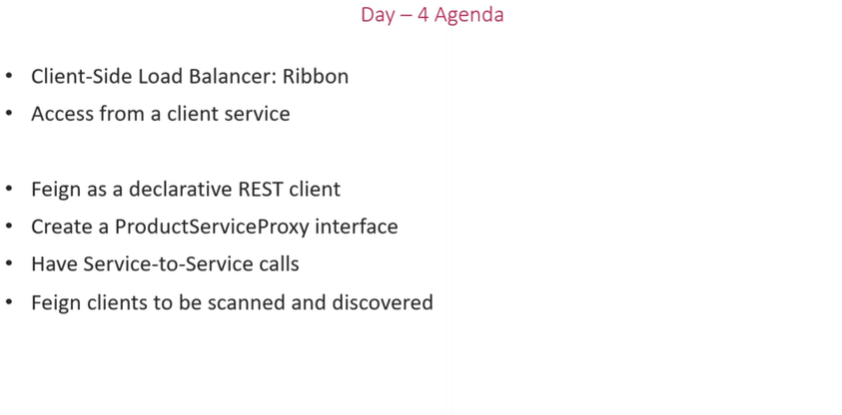 Day – 4 Agenda
• Client-Side Load Balancer: Ribbon
• Access from a client service
• Feign as a declarative REST client
• Create a ProductServiceProxy interface
• Have Service-to-Service calls
• Feign clients to be scanned and discovered